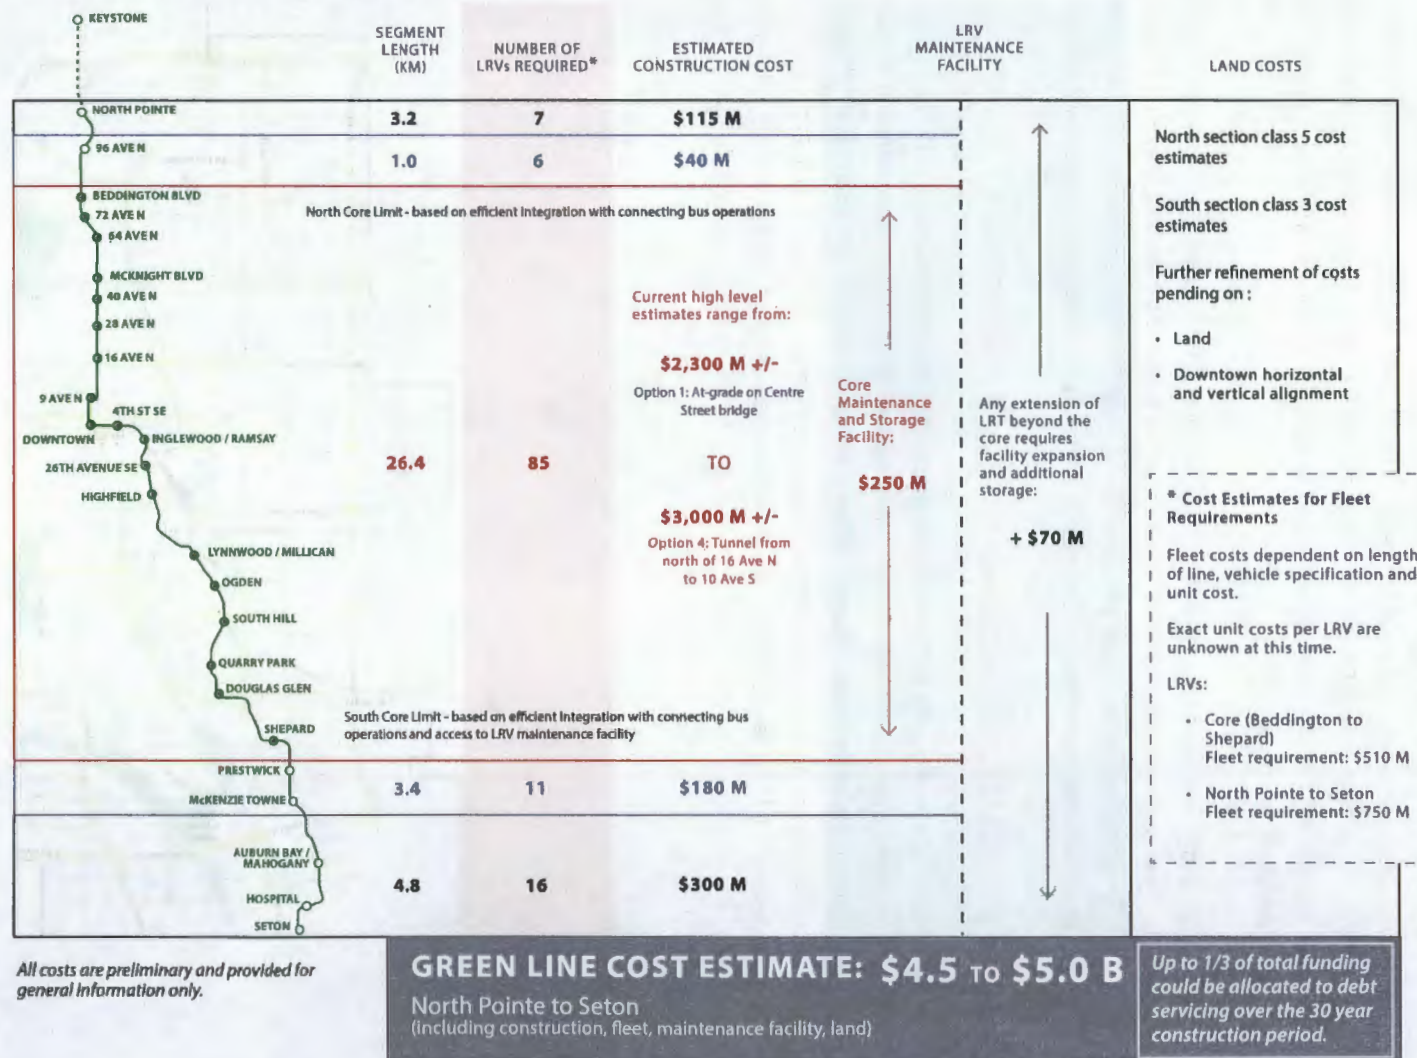 KEYSTONE
SEGMENT
LENGTH
(KM)
NUMBER OF
LRVs REQUIRED*
ESTIMATED
CONSTRUCTION COST
LRV
MAINTENANCE
FACILITY
LAND COSTS
NORTH POINTE
3.2
7
$115 M
96 AVE N
1.0
6
$40 M
BEDDINGTON BLVD
72 AVE N
64 AVE N
MCKNIGHT BLVD
40 AVE N
28 AVE N
16 AVE N
9 AVE N
4TH ST SE
DOWNTOWN
INGLEWOOD / RAMSAY
26TH AVENUE SE
HIGHFIELD
LYNNWOOD / MILLICAN
OGDEN
SOUTH HILL
QUARRY PARK
DOUGLAS GLEN
SHEPARD
North Core Limit - based on efficient integration with connecting bus operations
26.4
85
Current high level
estimates range from:
$2,300 M +/-
Option 1: At-grade on Centre
Street bridge
TO
$3,000 M +/-
Option 4: Tunnel from
north of 16 Ave N
to 10 Ave S
Core
Maintenance
and Storage
Facility:
$250 M
Any extension of
LRT beyond the
core requires
facility expansion
and additional
storage:
+ $70 M
South Core Limit - based on efficient integration with connecting bus
operations and access to LRV maintenance facility
PRESTWICK
McKENZIE TOWNE
3.4
11
$180 M
AUBURN BAY /
MAHOGANY
HOSPITAL
SETON
4.8
16
$300 M
North section class 5 cost
estimates
South section class 3 cost
estimates
Further refinement of costs
pending on :
• Land
• Downtown horizontal
and vertical alignment
* Cost Estimates for Fleet
Requirements
Fleet costs dependent on length
of line, vehicle specification and
unit cost.
Exact unit costs per LRV are
unknown at this time.
LRVs:
• Core (Beddington to
Shepard)
Fleet requirement: $510 M
• North Pointe to Seton
Fleet requirement: $750 M
All costs are preliminary and provided for
general information only.
GREEN LINE COST ESTIMATE: $4.5 TO $5.0 B
North Pointe to Seton
(including construction, fleet, maintenance facility, land)
Up to 1/3 of total funding
could be allocated to debt
servicing over the 30 year
construction period.